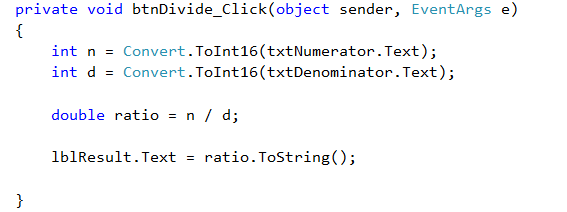 private void btnDivide_Click(object sender, EventArgs e)
{
    int n = Convert.ToInt16(txtNumerator.Text);
    int d = Convert.ToInt16(txtDenominator.Text);

    double ratio = n / d;

    lblResult.Text = ratio.ToString();

}